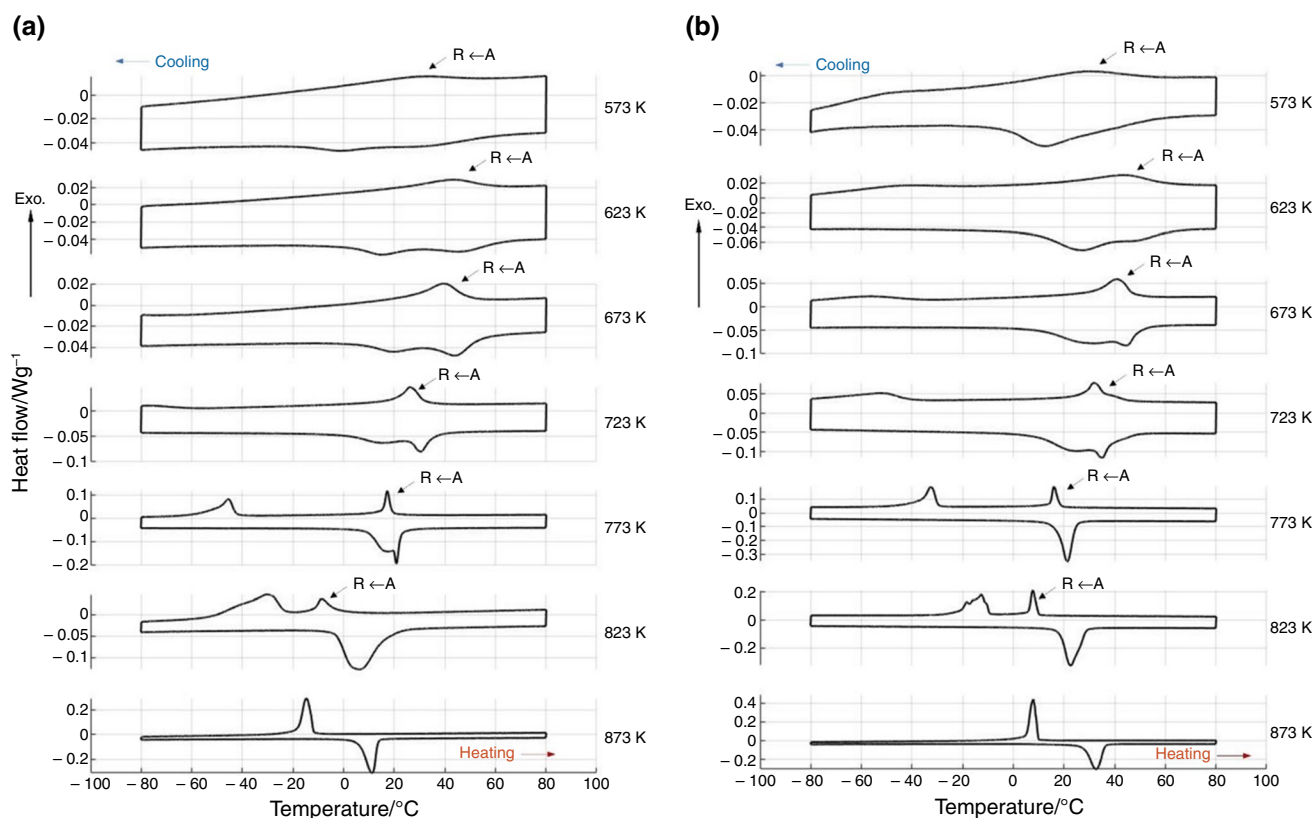 (a)
Cooling
R ←A
0
− 0.02
− 0.04
573 K
R ←A
0.02
0
− 0.02
− 0.04
623 K
Exo.
R ←A
0.02
0
− 0.02
− 0.04
673 K
R ←A
0
− 0.05
− 0.1
723 K
R ←A
0.1
0
− 0.1
− 0.2
773 K
R ←A
0
− 0.05
− 0.1
823 K
0.2
0
− 0.2
873 K
Heating
− 100 − 80 − 60 − 40 − 20 0 20 40 60 80 100
Temperature/°C
Heat flow/Wg⁻¹
(b)
Cooling
R ←A
0
− 0.02
− 0.04
573 K
R ←A
0.02
0
− 0.02
− 0.04
− 0.06
623 K
Exo.
R ←A
0.05
0
− 0.05
− 0.1
673 K
R ←A
0.05
0
− 0.05
− 0.1
723 K
R ←A
0.1
0
− 0.1
− 0.2
− 0.3
773 K
R ←A
0.2
0
− 0.2
823 K
0.4
0.2
0
− 0.2
873 K
Heating
− 100 − 80 − 60 − 40 − 20 0 20 40 60 80 100
Temperature/°C